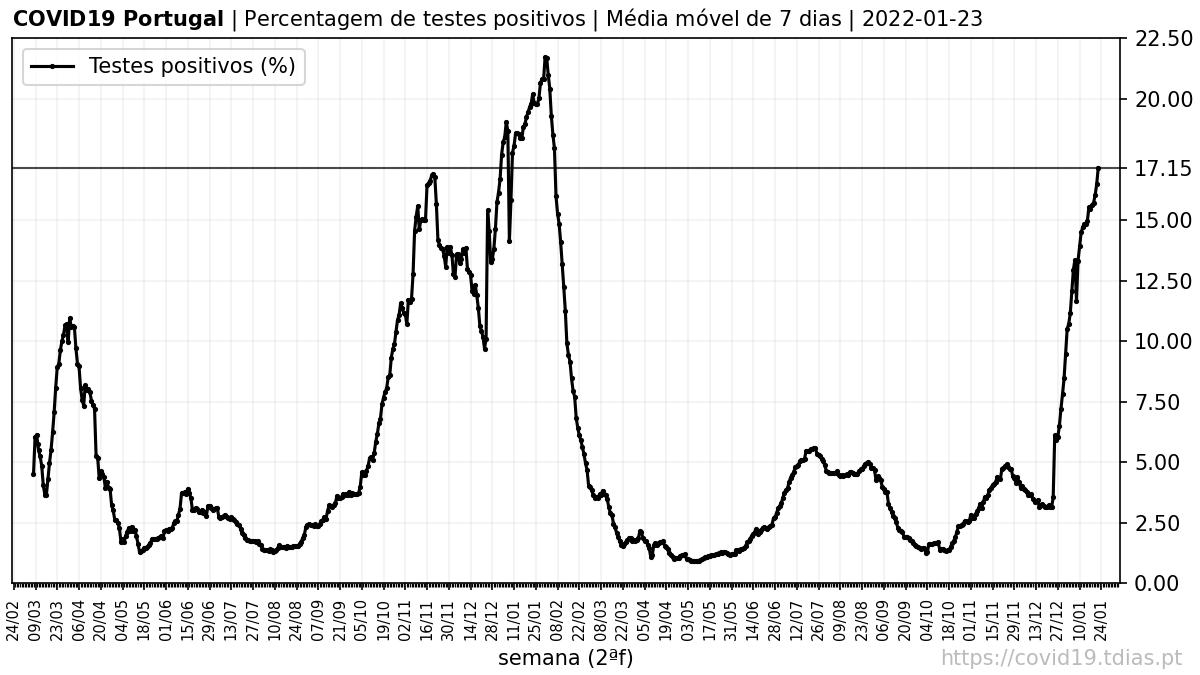 COVID19 Portugal | Percentagem de testes positivos | Média móvel de 7 dias | 2022-01-23
Testes positivos (%)
22.50
20.00
17.15
15.00
12.50
10.00
7.50
5.00
2.50
0.00
24/02 09/03 23/03 06/04 20/04 04/05 18/05 01/06 15/06 29/06 13/07 27/07 10/08 24/08 07/09 21/09 05/10 19/10 02/11 16/11 30/11 14/12 28/12 11/01 25/01 08/02 22/02 08/03 22/03 05/04 19/04 03/05 17/05 31/05 14/06 28/06 12/07 26/07 09/08 23/08 06/09 20/09 04/10 18/10 01/11 15/11 29/11 13/12 27/12 10/01 24/01
semana (2ªf)
https://covid19.tdias.pt